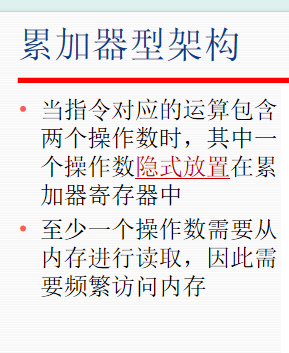 累加器型架构
• 当指令对应的运算包含
两个操作数时，其中一
个操作数隐式放置在累
加器寄存器中
• 至少一个操作数需要从
内存进行读取，因此需
要频繁访问内存